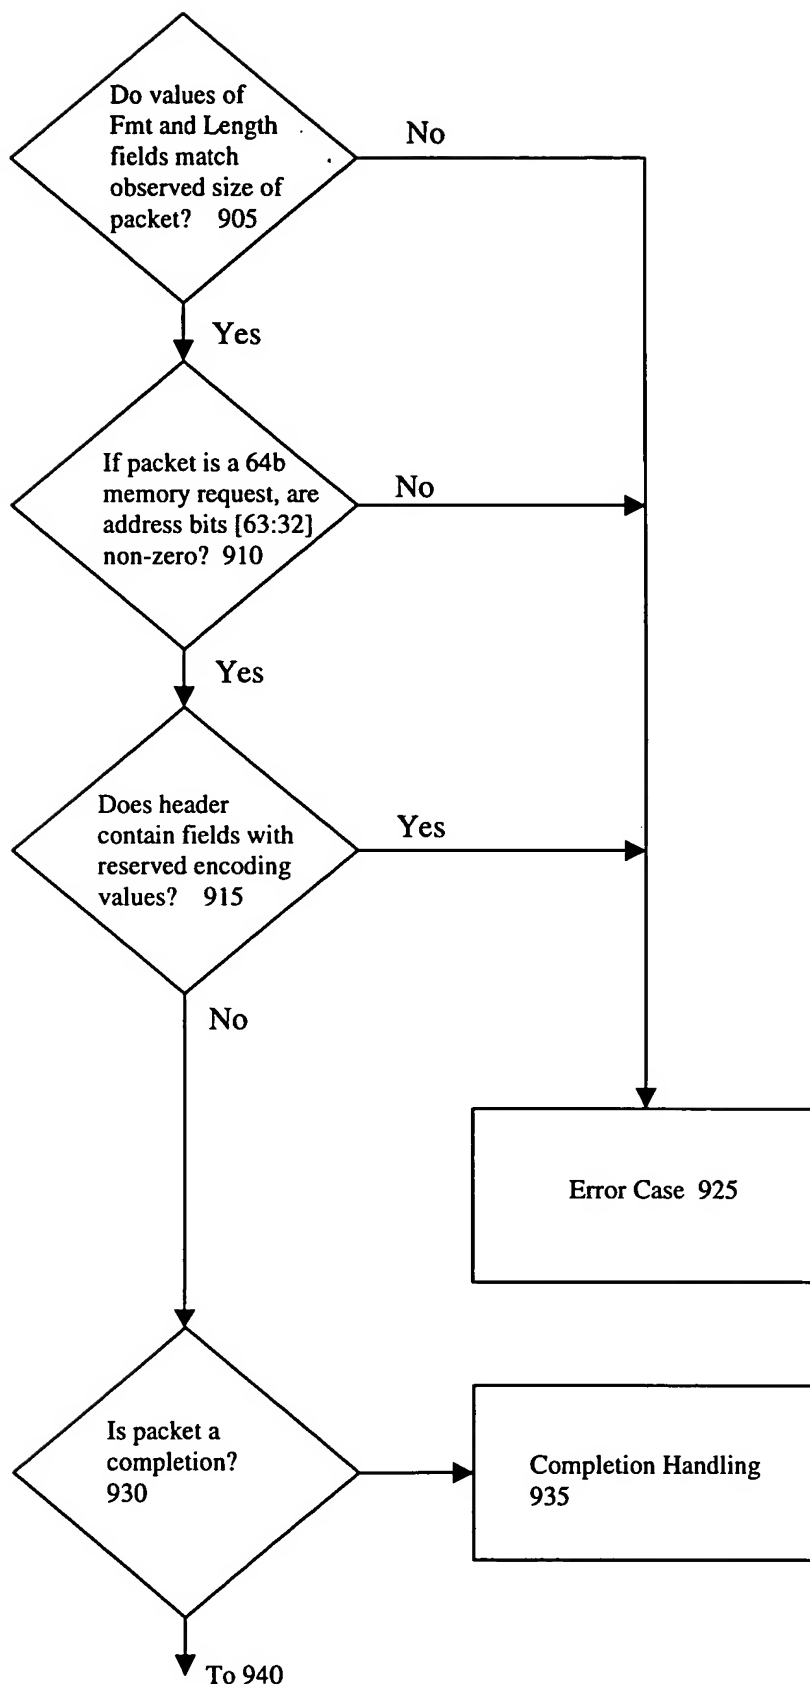 Do values of
Fmt and Length
fields match
observed size of
packet? 905
No
Yes
If packet is a 64b
memory request, are
address bits [63:32]
non-zero? 910
No
Yes
Does header
contain fields with
reserved encoding
values? 915
Yes
No
Error Case 925
Is packet a
completion?
930
Completion Handling
935
To 940